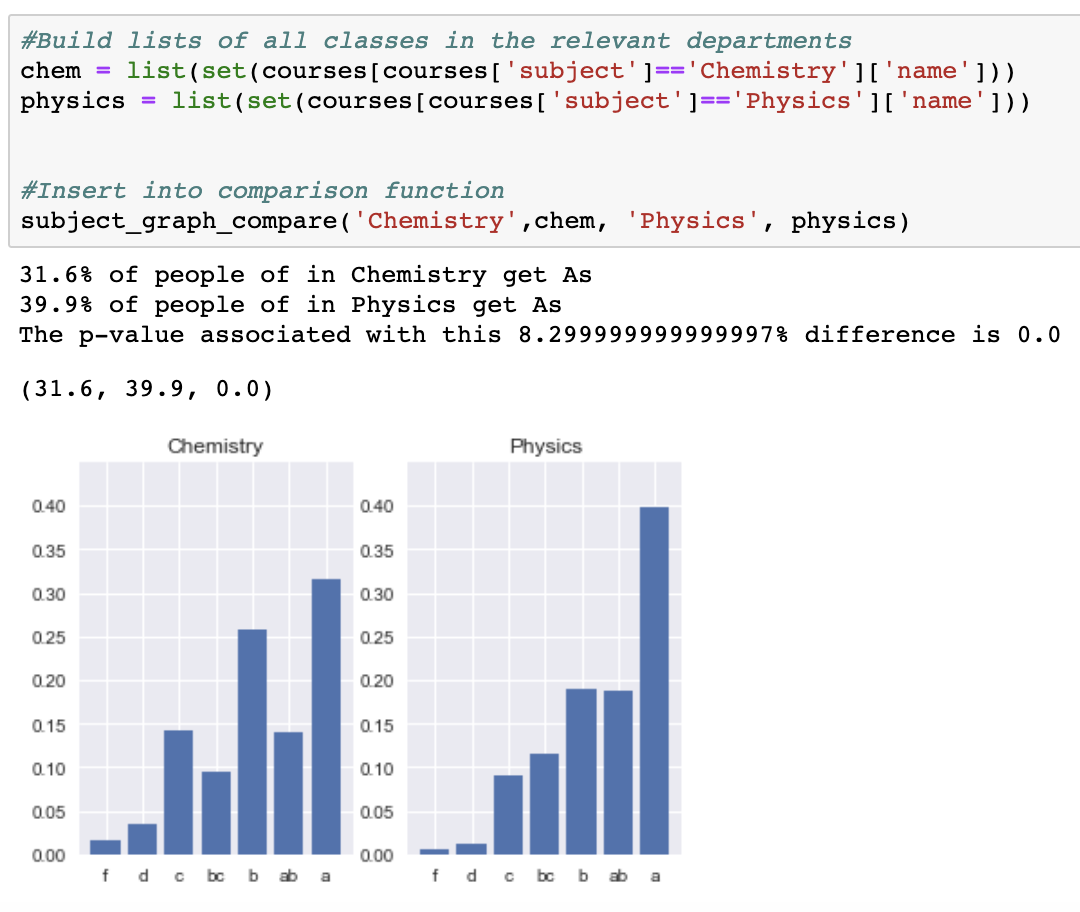 #Build lists of all classes in the relevant departments
chem = list(set(courses[courses['subject']=='Chemistry']['name']))
physics = list(set(courses[courses['subject']=='Physics']['name']))
#Insert into comparison function
subject_graph_compare('Chemistry',chem, 'Physics', physics)
31.6% of people of in Chemistry get As
39.9% of people of in Physics get As
The p-value associated with this 8.299999999999997% difference is 0.0
(31.6, 39.9, 0.0)
Chemistry
0.40
0.35
0.30
0.25
0.20
0.15
0.10
0.05
0.00
f d c bc b ab a
Physics
0.40
0.35
0.30
0.25
0.20
0.15
0.10
0.05
0.00
f d c bc b ab a